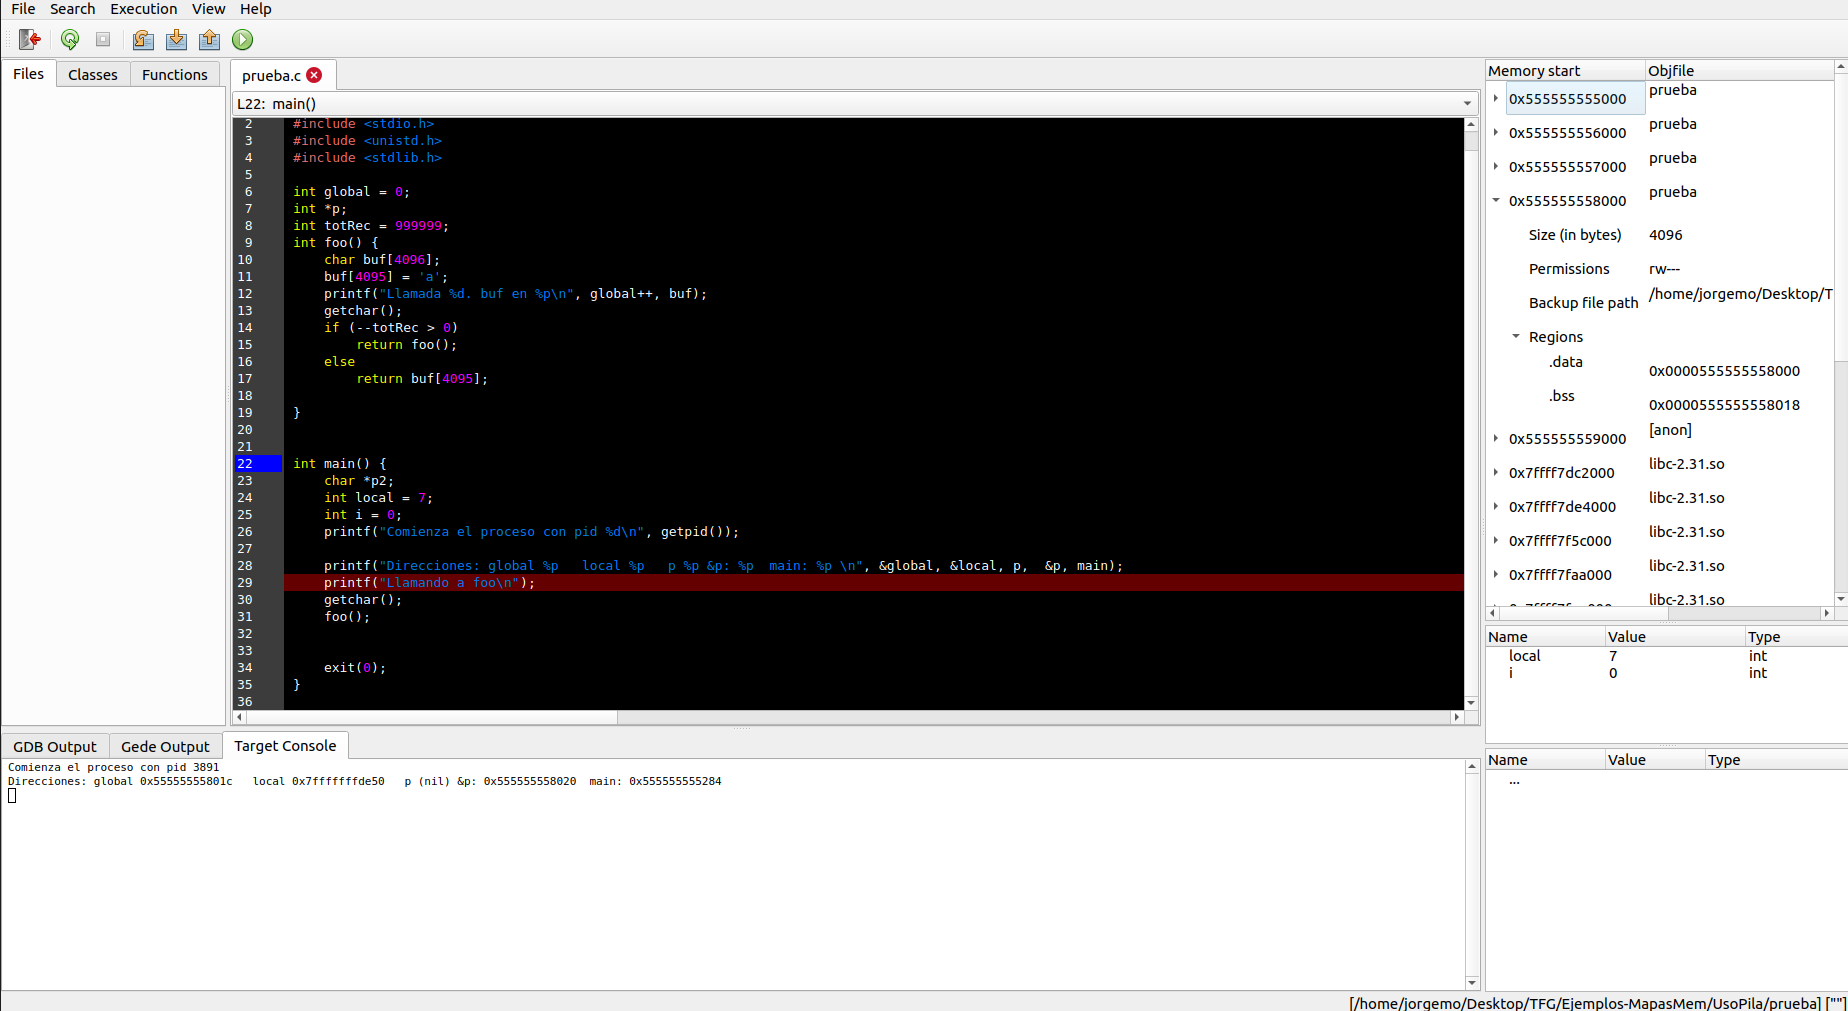 File Search Execution View Help
Files Classes Functions
prueba.c
L22: main()
2 #include <stdio.h>
3 #include <unistd.h>
4 #include <stdlib.h>
5
6 int global = 0;
7 int *p;
8 int totRec = 999999;
9 int foo() {
10 char buf[4096];
11 buf[4095] = 'a';
12 printf("Llamada %d. buf en %p\n", global++, buf);
13 getchar();
14 if (--totRec > 0)
15 return foo();
16 else
17 return buf[4095];
18
19 }
20
21
22 int main() {
23 char *p2;
24 int local = 7;
25 int i = 0;
26 printf("Comienza el proceso con pid %d\n", getpid());
27
28 printf("Direcciones: global %p   local %p   p %p &p: %p  main: %p \n", &global, &local, p,  &p, main);
29 printf("Llamando a foo\n");
30 getchar();
31 foo();
32
33
34 exit(0);
35 }
36
Memory start Objfile
0x555555555000 prueba
0x555555556000 prueba
0x555555557000 prueba
0x555555558000 prueba
Size (in bytes) 4096
Permissions rw---
Backup file path /home/jorgemo/Desktop/T
Regions
.data 0x0000555555558000
.bss 0x0000555555558018
0x555555559000 [anon]
0x7ffff7dc2000 libc-2.31.so
0x7ffff7de4000 libc-2.31.so
0x7ffff7f5c000 libc-2.31.so
0x7ffff7faa000 libc-2.31.so
libc-2.31.so
Name Value Type
local 7 int
i 0 int
Name Value Type
...
GDB Output Gede Output Target Console
Comienza el proceso con pid 3891
Direcciones: global 0x55555555801c   local 0x7fffffffde50   p (nil) &p: 0x555555558020  main: 0x555555555284
[/home/jorgemo/Desktop/TFG/Ejemplos-MapasMem/UsoPila/prueba] [""]